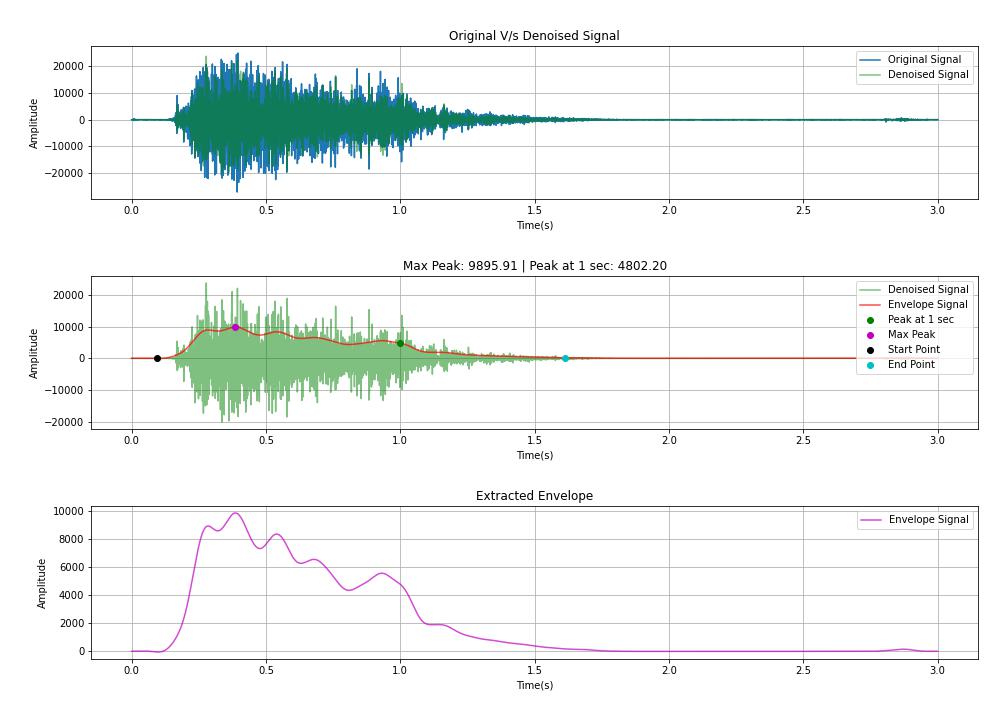 Original V/s Denoised Signal
Amplitude
20000
10000
0
−10000
−20000
Original Signal
Denoised Signal
0.0 0.5 1.0 1.5 2.0 2.5 3.0
Time(s)
Max Peak: 9895.91 | Peak at 1 sec: 4802.20
Amplitude
20000
10000
0
−10000
−20000
Denoised Signal
Envelope Signal
Peak at 1 sec
Max Peak
Start Point
End Point
0.0 0.5 1.0 1.5 2.0 2.5 3.0
Time(s)
Extracted Envelope
Amplitude
10000
8000
6000
4000
2000
0
Envelope Signal
0.0 0.5 1.0 1.5 2.0 2.5 3.0
Time(s)